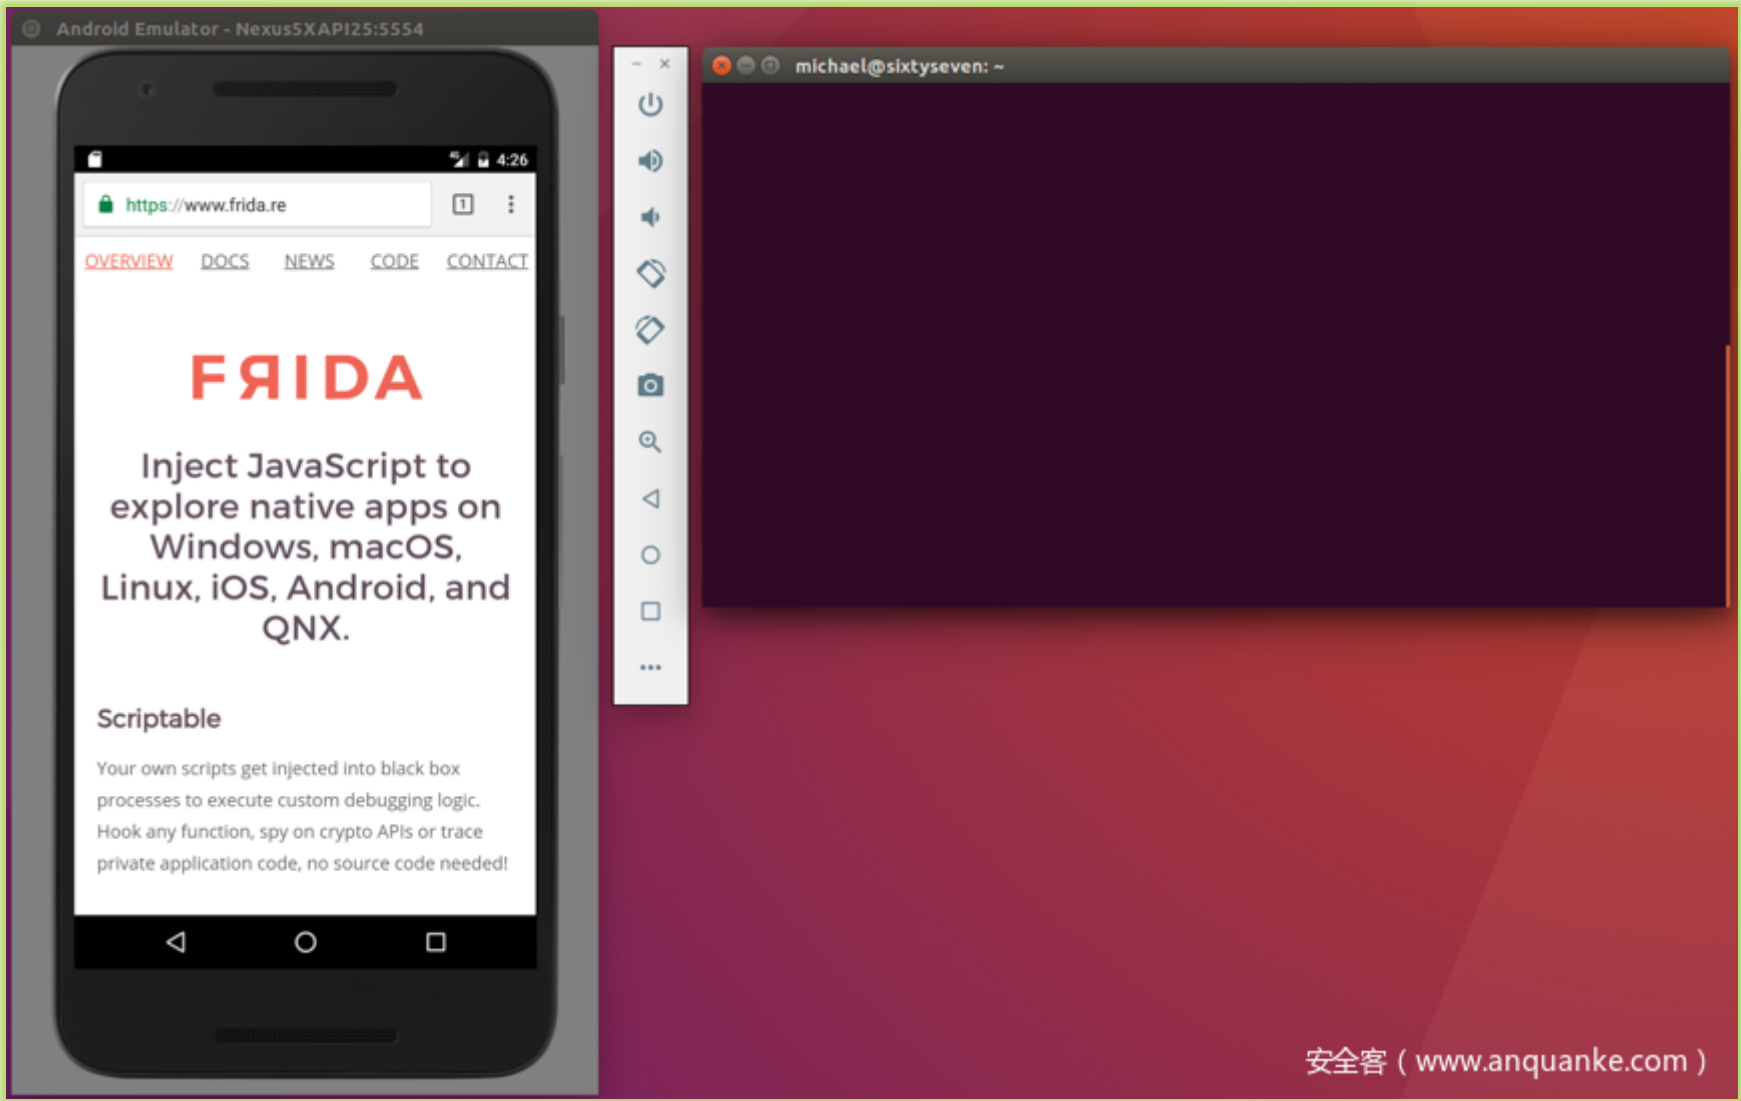 Android Emulator - Nexus5XAPI25:5554
4:26
https://www.frida.re
1
OVERVIEW DOCS NEWS CODE CONTACT
FЯIDA
Inject JavaScript to
explore native apps on
Windows, macOS,
Linux, iOS, Android, and
QNX.
Scriptable
Your own scripts get injected into black box
processes to execute custom debugging logic.
Hook any function, spy on crypto APIs or trace
private application code, no source code needed!
michael@sixtyseven: ~
安全客（www.anquanke.com）